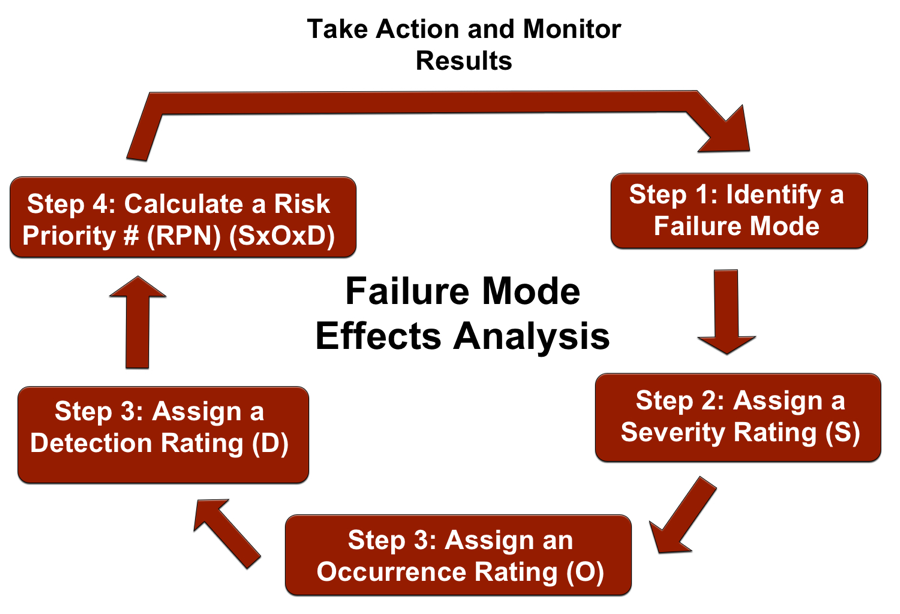 Take Action and Monitor
Results
Step 1: Identify a
Failure Mode
Step 2: Assign a
Severity Rating (S)
Step 3: Assign an
Occurrence Rating (O)
Step 3: Assign a
Detection Rating (D)
Step 4: Calculate a Risk
Priority # (RPN) (SxOxD)
Failure Mode
Effects Analysis